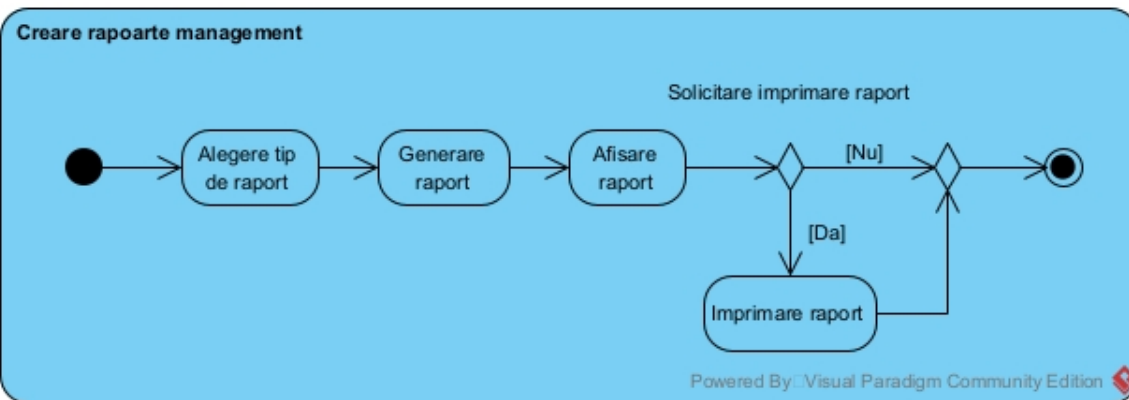 Creare rapoarte management
Solicitare imprimare raport
Alegere tip
de raport
Generare
raport
Afisare
raport
[Nu]
[Da]
Imprimare raport
Powered By Visual Paradigm Community Edition